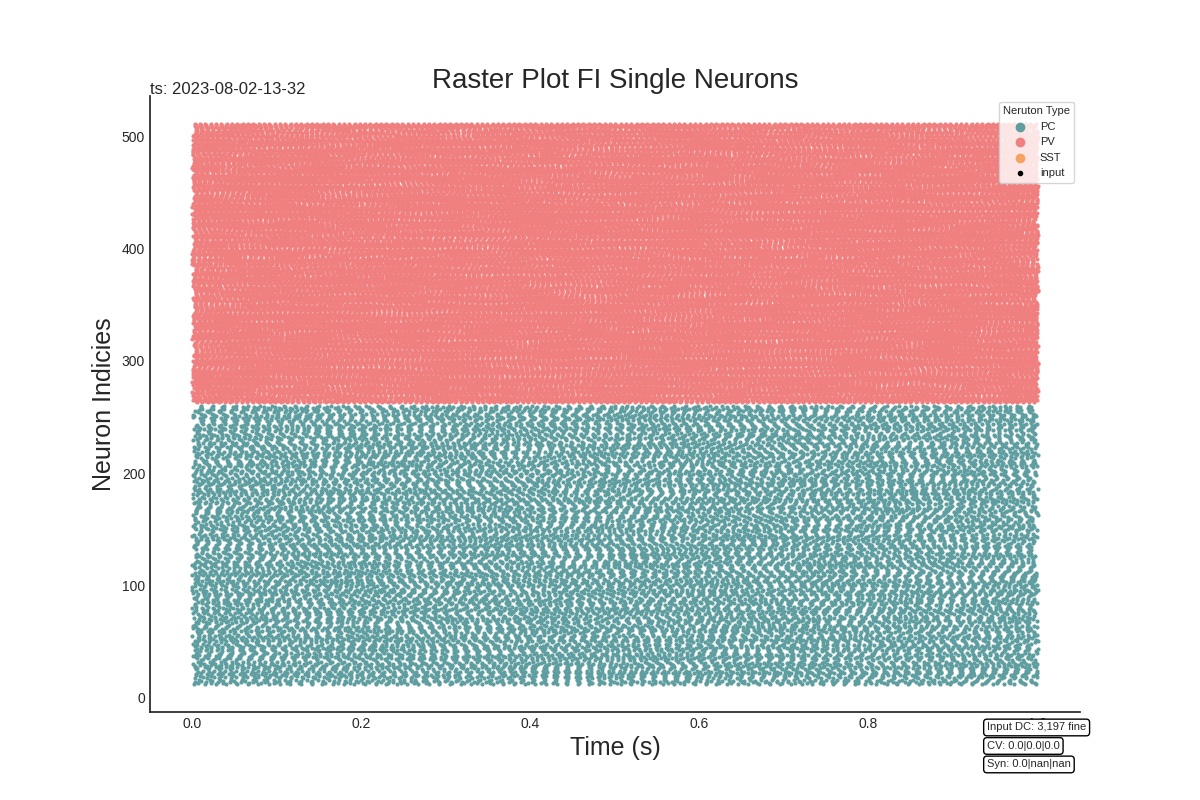 Raster Plot FI Single Neurons
ts: 2023-08-02-13-32
Neruton Type
PC
PV
SST
input
500
400
300
200
100
0
Neuron Indicies
0.0
0.2
0.4
0.6
0.8
Time (s)
Input DC: 3,197 fine
CV: 0.0|0.0|0.0
Syn: 0.0|nan|nan